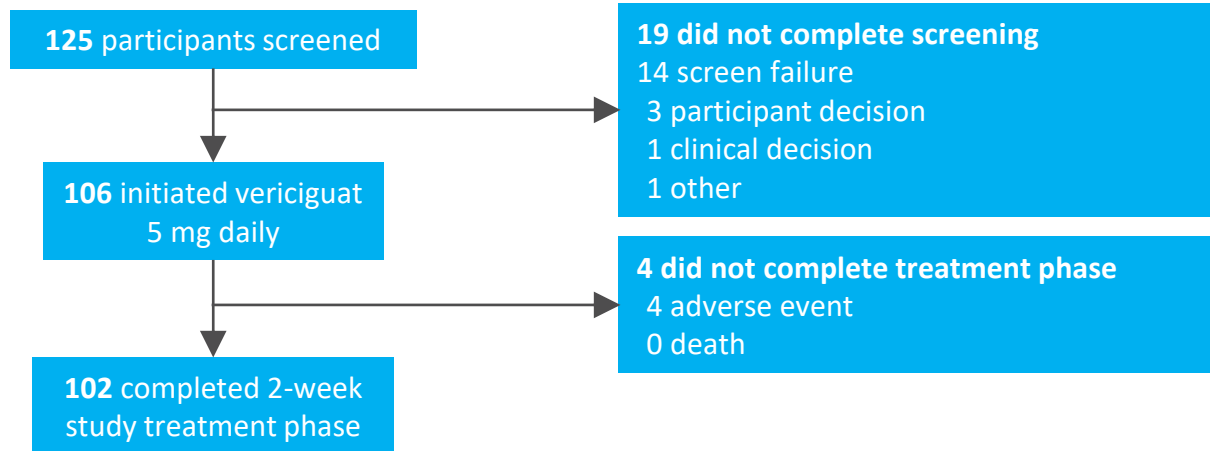 125 participants screened
19 did not complete screening
14 screen failure
3 participant decision
1 clinical decision
1 other
106 initiated vericiguat
5 mg daily
4 did not complete treatment phase
4 adverse event
0 death
102 completed 2-week
study treatment phase